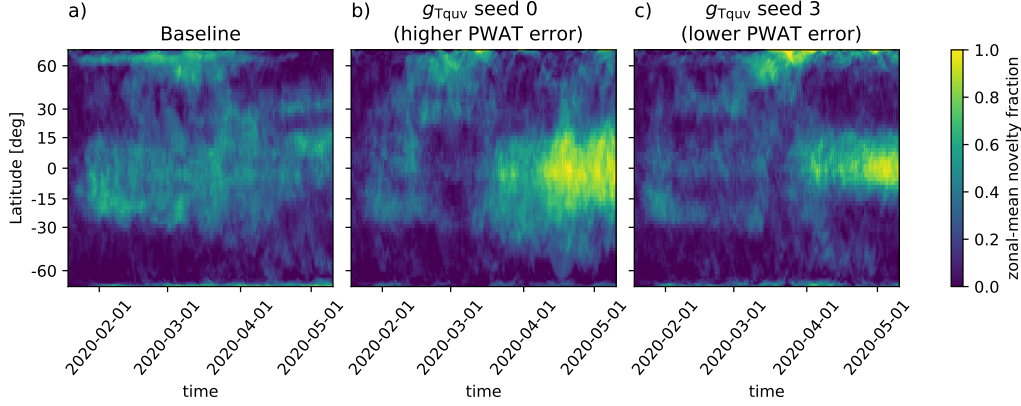 a)
Baseline
b)
gTquv seed 0
(higher PWAT error)
c)
gTquv seed 3
(lower PWAT error)
Latitude [deg]
60
30
15
0
-15
-30
-60
2020-02-01
2020-03-01
2020-04-01
2020-05-01
time
2020-02-01
2020-03-01
2020-04-01
2020-05-01
time
2020-02-01
2020-03-01
2020-04-01
2020-05-01
time
1.0
0.8
0.6
0.4
0.2
0.0
zonal-mean novelty fraction